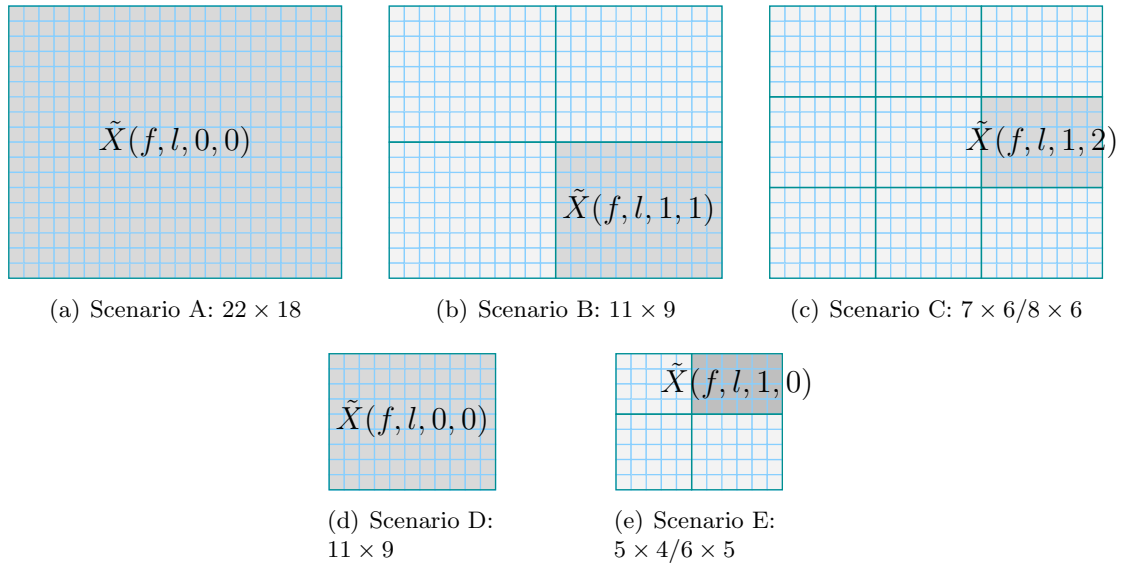 X̃(f, l, 0, 0)
X̃(f, l, 1, 1)
X̃(f, l, 1, 2)
(a) Scenario A: 22 × 18
(b) Scenario B: 11 × 9
(c) Scenario C: 7 × 6/8 × 6
X̃(f, l, 0, 0)
X̃(f, l, 1, 0)
(d) Scenario D:
11 × 9
(e) Scenario E:
5 × 4/6 × 5